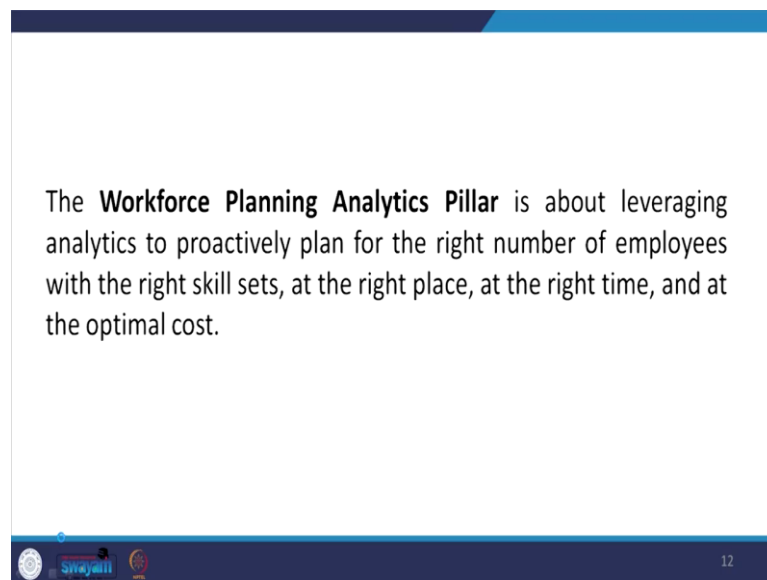 The Workforce Planning Analytics Pillar is about leveraging
analytics to proactively plan for the right number of employees
with the right skill sets, at the right place, at the right time, and at
the optimal cost.
swayam
12